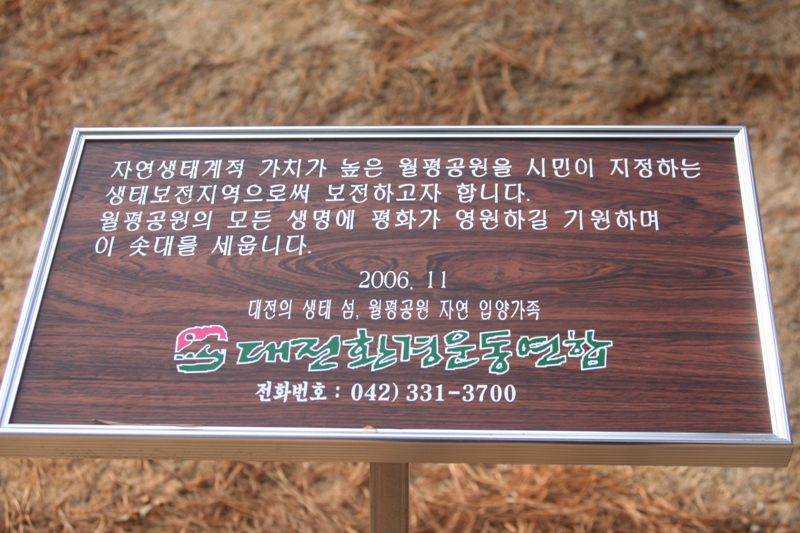 자연생태계적 가치가 높은 월평공원을 시민이 지정하는
생태보전지역으로써 보전하고자 합니다.
월평공원의 모든 생명에 평화가 영원하길 기원하며
이 솟대를 세웁니다.
2006. 11
대전의 생태 섬, 월평공원 자연 입양가족
대전환경운동연합
전화번호 : 042) 331-3700